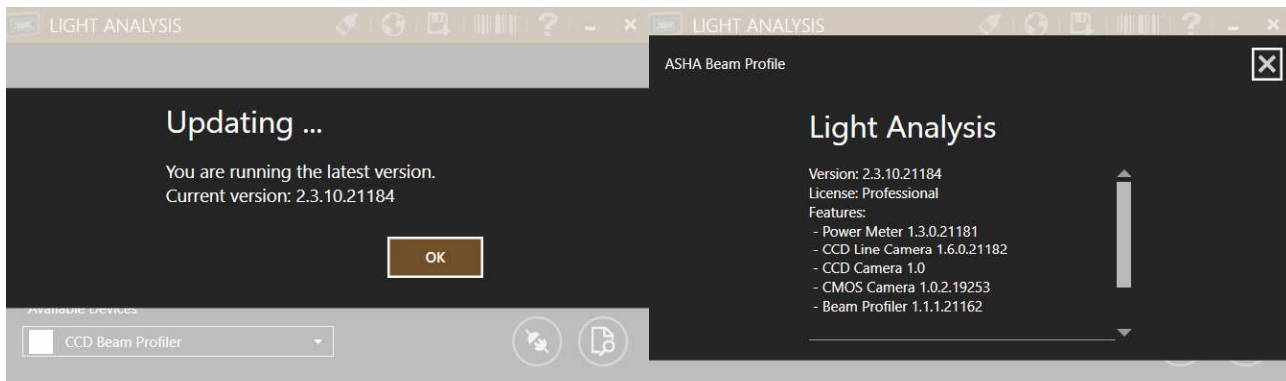 LIGHT ANALYSIS
Updating ...
You are running the latest version.
Current version: 2.3.10.21184
OK
Available Devices
CCD Beam Profiler
LIGHT ANALYSIS
ASHA Beam Profile
Light Analysis
Version: 2.3.10.21184
License: Professional
Features:
- Power Meter 1.3.0.21181
- CCD Line Camera 1.6.0.21182
- CCD Camera 1.0
- CMOS Camera 1.0.2.19253
- Beam Profiler 1.1.1.21162